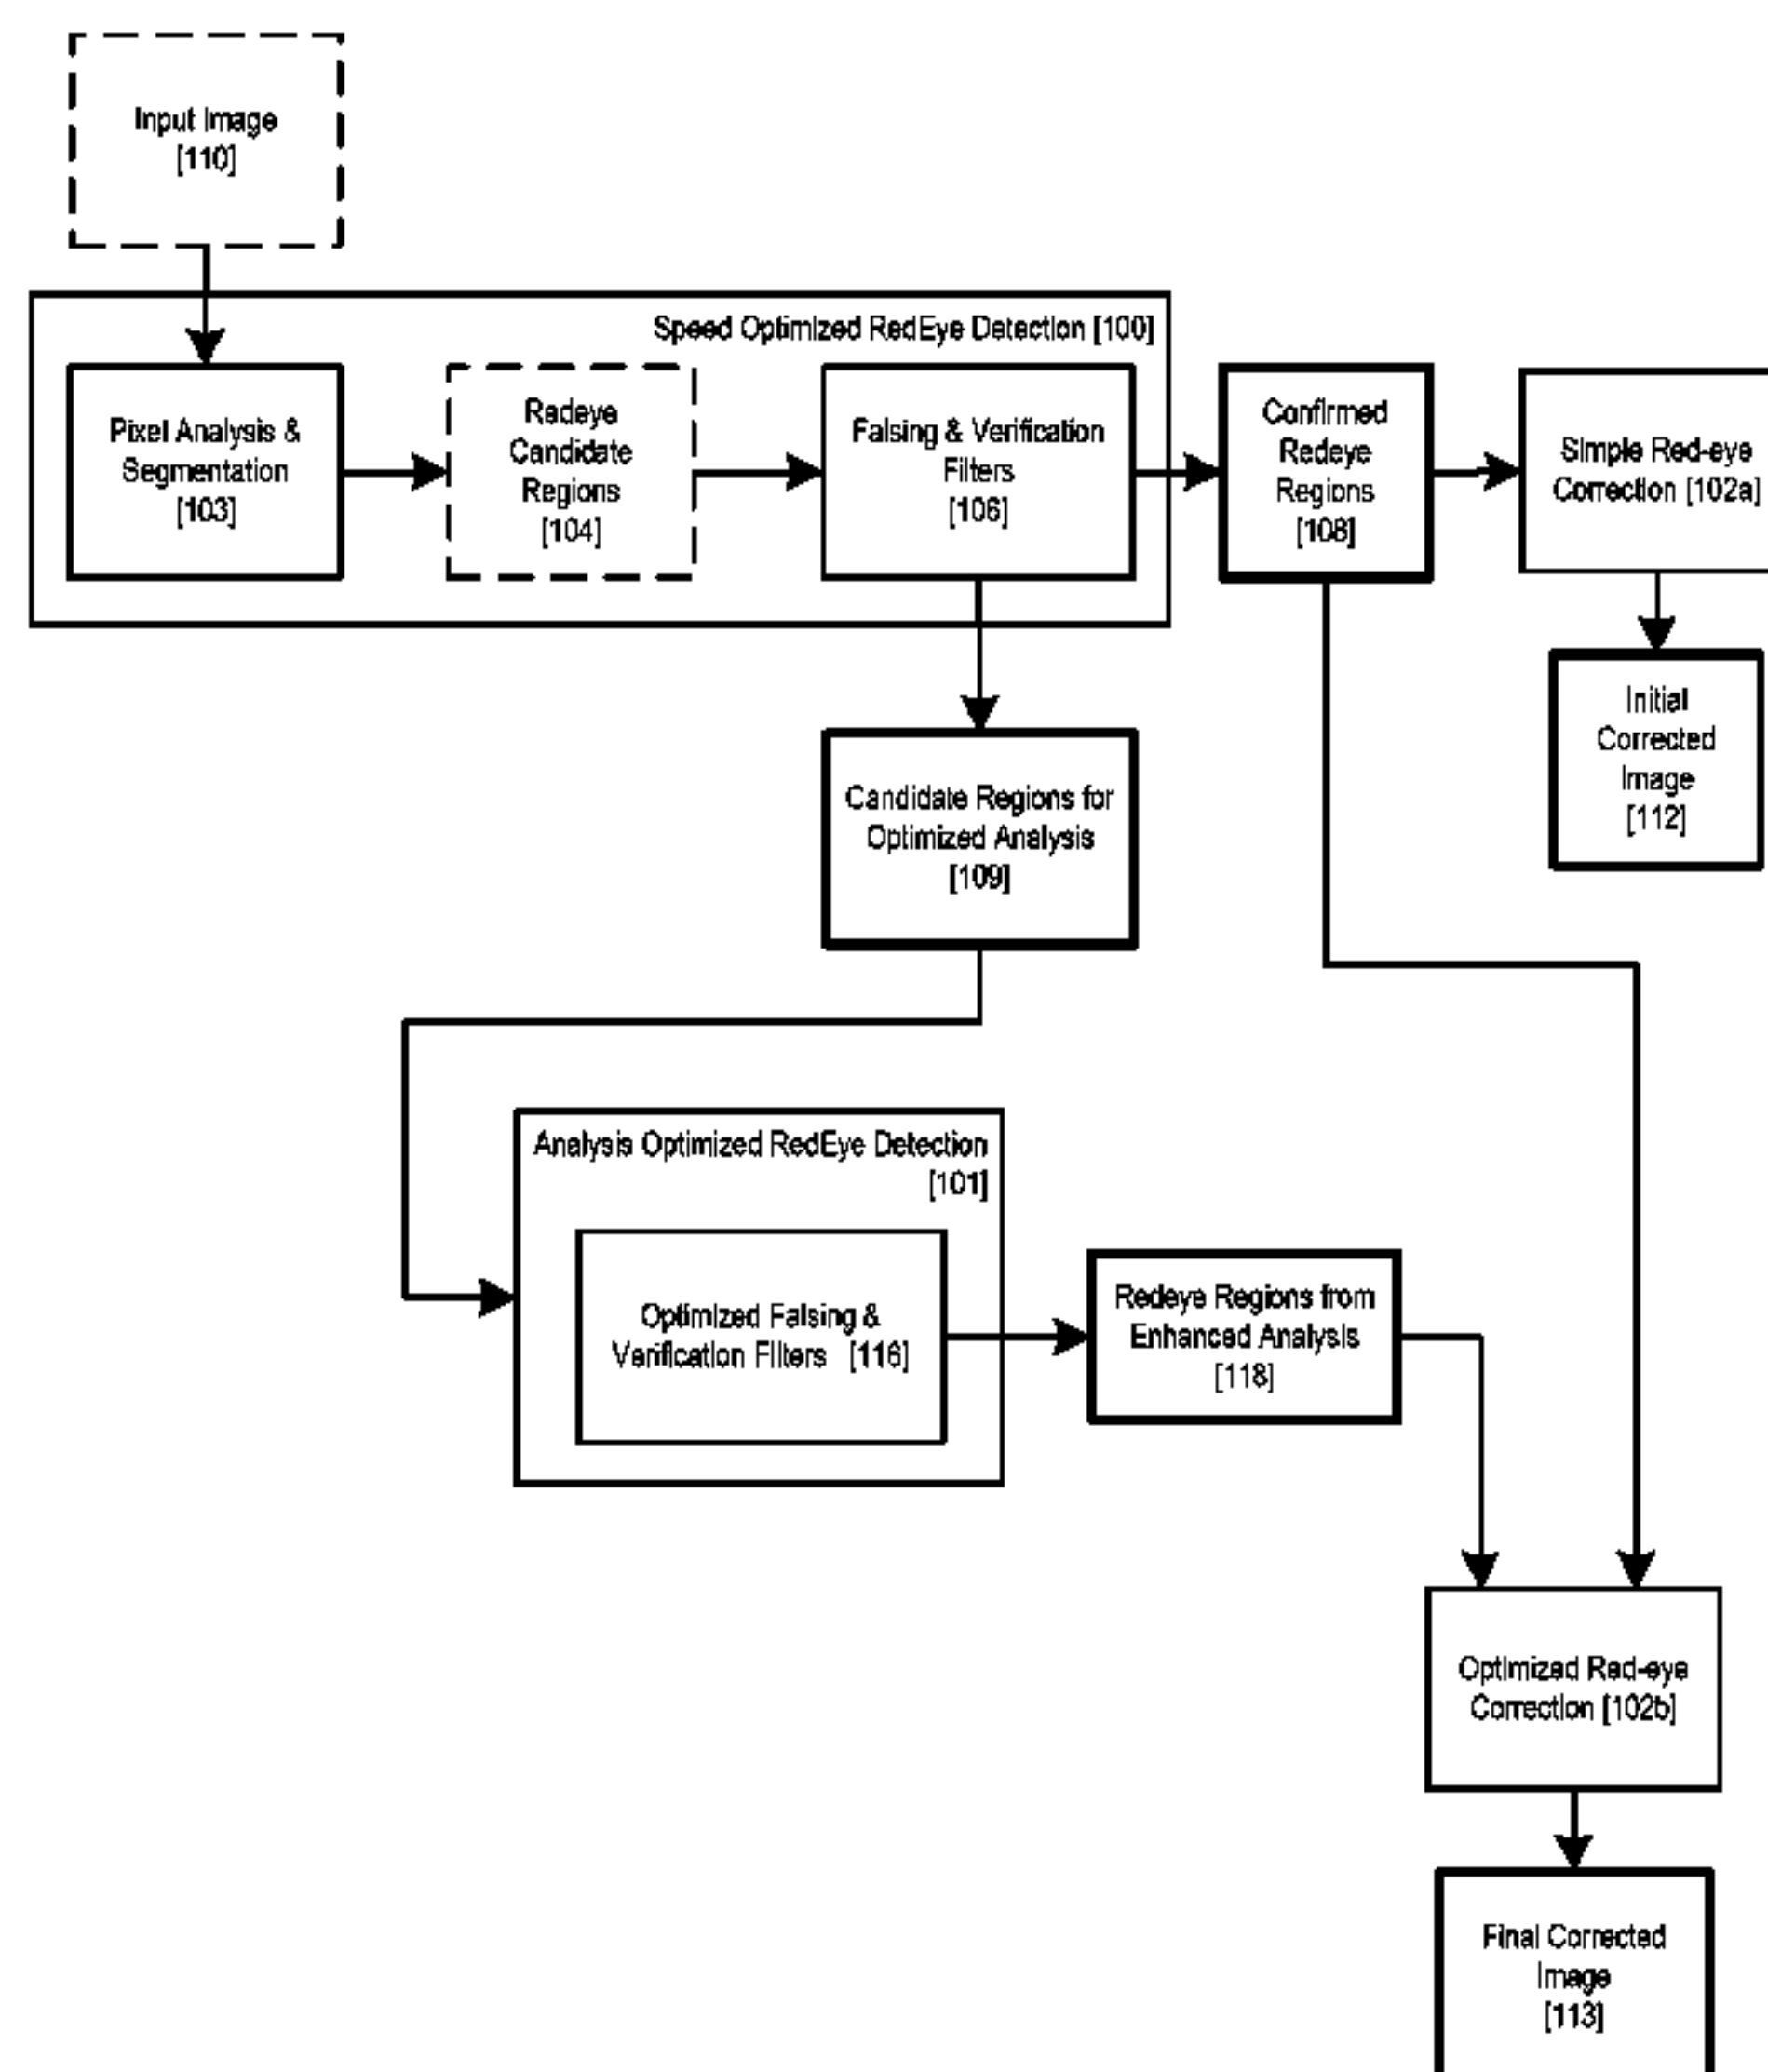 Input Image
[110]
Speed Optimized RedEye Detection [100]
Pixel Analysis &
Segmentation
[103]
Redeye
Candidate
Regions
[104]
Falsing & Verification
Filters
[106]
Confirmed
Redeye
Regions
[108]
Simple Red-eye
Correction [102a]
Initial
Corrected
Image
[112]
Candidate Regions for
Optimized Analysis
[109]
Analysis Optimized RedEye Detection
[101]
Optimized Falsing &
Verification Filters [116]
Redeye Regions from
Enhanced Analysis
[118]
Optimized Red-eye
Correction [102b]
Final Corrected
Image
[113]